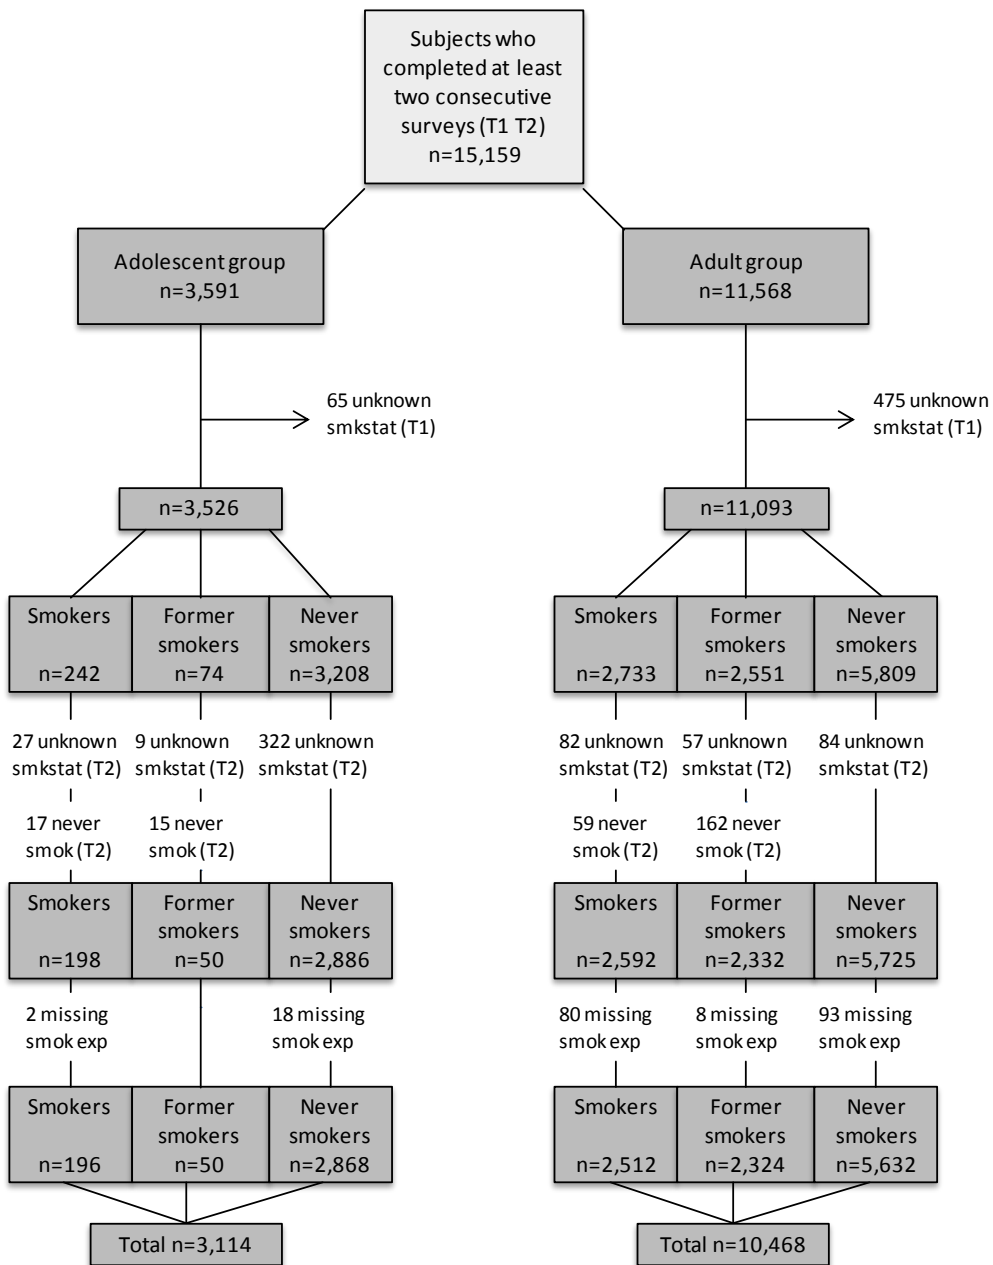 Subjects who
completed at least
two consecutive
surveys (T1 T2)
n=15,159
Adolescent group
n=3,591
Adult group
n=11,568
65 unknown
smkstat (T1)
475 unknown
smkstat (T1)
n=3,526
n=11,093
Smokers
n=242
Former
smokers
n=74
Never
smokers
n=3,208
Smokers
n=2,733
Former
smokers
n=2,551
Never
smokers
n=5,809
27 unknown
smkstat (T2)
9 unknown
smkstat (T2)
322 unknown
smkstat (T2)
82 unknown
smkstat (T2)
57 unknown
smkstat (T2)
84 unknown
smkstat (T2)
17 never
smok (T2)
15 never
smok (T2)
59 never
smok (T2)
162 never
smok (T2)
Smokers
n=198
Former
smokers
n=50
Never
smokers
n=2,886
Smokers
n=2,592
Former
smokers
n=2,332
Never
smokers
n=5,725
2 missing
smok exp
18 missing
smok exp
80 missing
smok exp
8 missing
smok exp
93 missing
smok exp
Smokers
n=196
Former
smokers
n=50
Never
smokers
n=2,868
Smokers
n=2,512
Former
smokers
n=2,324
Never
smokers
n=5,632
Total n=3,114
Total n=10,468